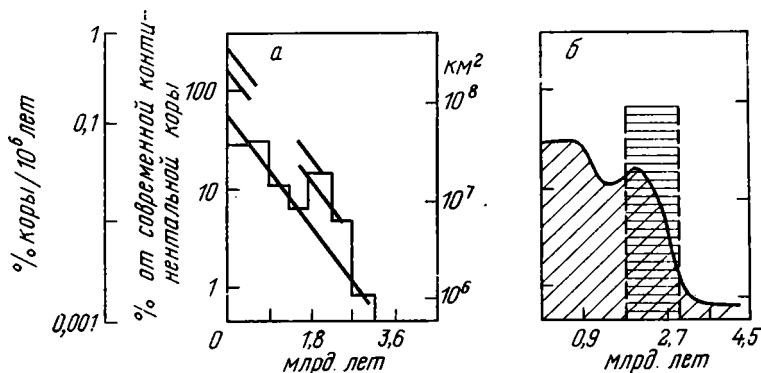 1
0,1
0,001
% коры/10⁶ лет
% от современной конти-
нентальной коры
100
10
1
а
км²
10⁸
10⁷
10⁶
0
1,8
3,6
млрд. лет
б
0,9
2,7
4,5
млрд. лет